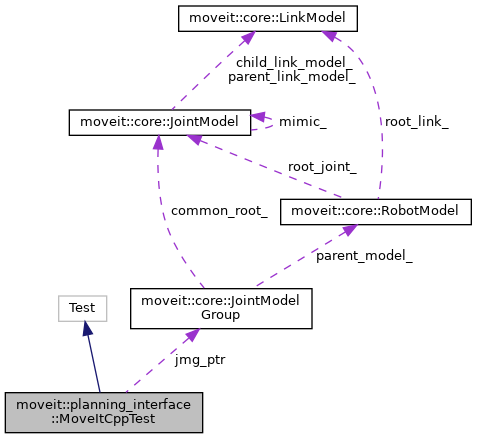 moveit::core::LinkModel
child_link_model_
parent_link_model_
moveit::core::JointModel
mimic_
root_link_
root_joint_
common_root_
moveit::core::RobotModel
parent_model_
moveit::core::JointModel
Group
Test
jmg_ptr
moveit::planning_interface
::MoveItCppTest